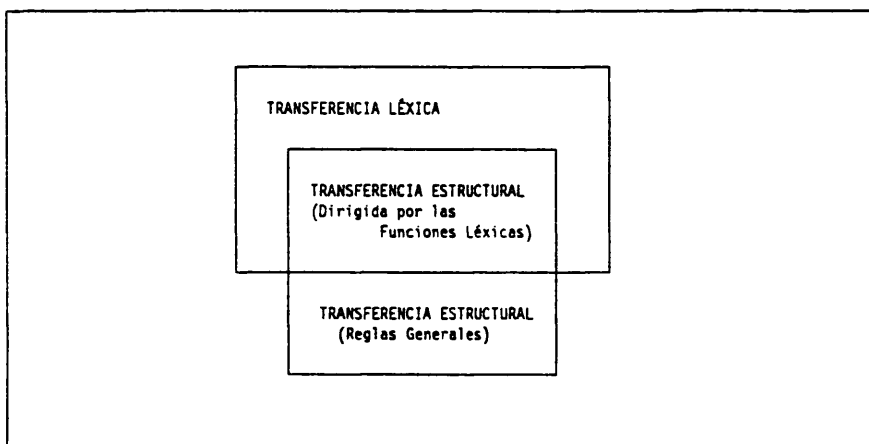 TRANSFERENCIA LÉXICA
TRANSFERENCIA ESTRUCTURAL
(Dirigida por las
Funciones Léxicas)
TRANSFERENCIA ESTRUCTURAL
(Reglas Generales)